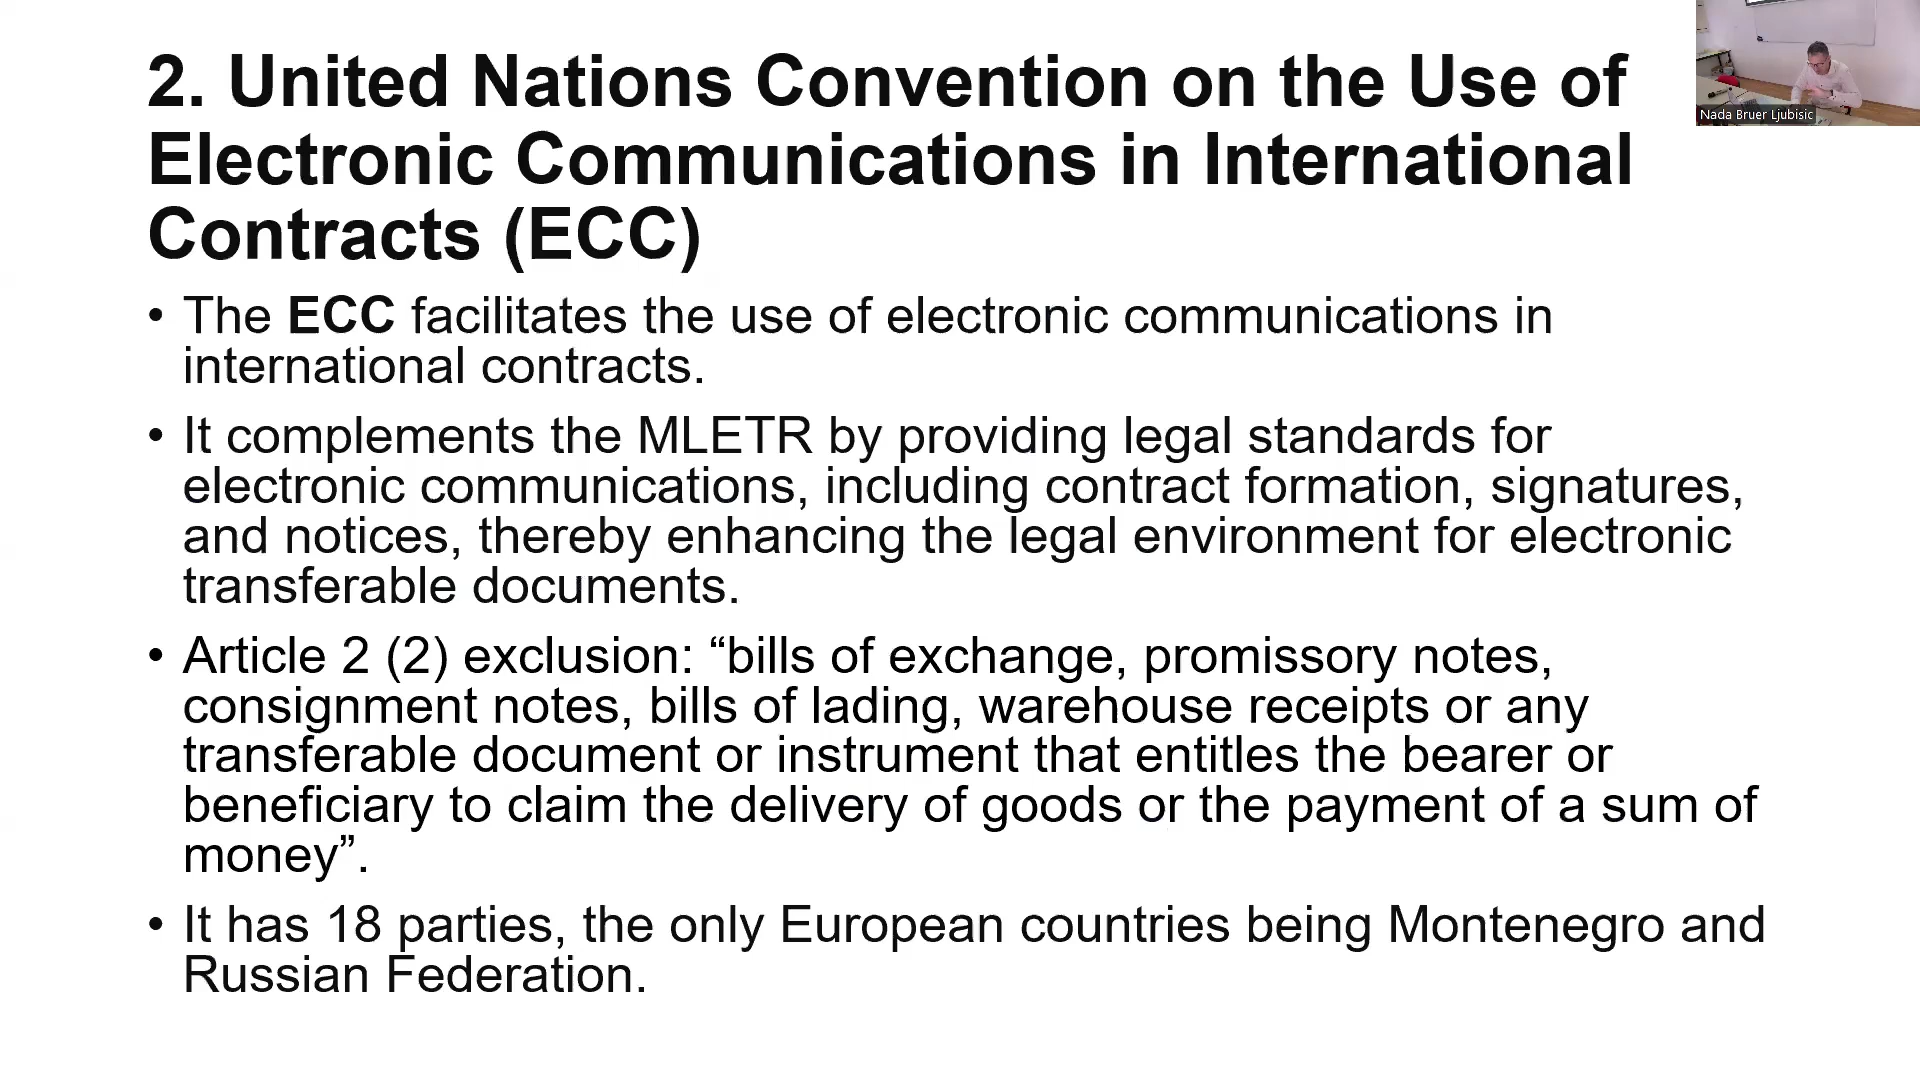 2. United Nations Convention on the Use of
Electronic Communications in International
Contracts (ECC)
Nada Bruer Ljubisic
• The ECC facilitates the use of electronic communications in
international contracts.
• It complements the MLETR by providing legal standards for
electronic communications, including contract formation, signatures,
and notices, thereby enhancing the legal environment for electronic
transferable documents.
• Article 2 (2) exclusion: “bills of exchange, promissory notes,
consignment notes, bills of lading, warehouse receipts or any
transferable document or instrument that entitles the bearer or
beneficiary to claim the delivery of goods or the payment of a sum of
money”.
• It has 18 parties, the only European countries being Montenegro and
Russian Federation.